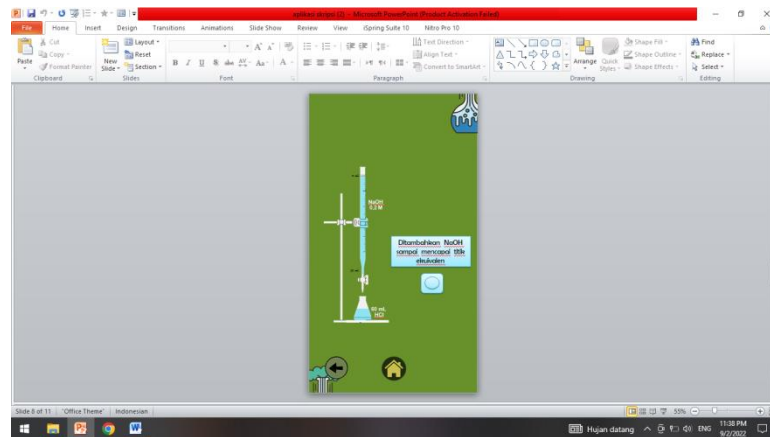 aplikasi skripsi (2) - Microsoft PowerPoint (Product Activation Failed)
File Home Insert Design Transitions Animations Slide Show Review View iSpring Suite 10 Nitro Pro 10
Paste
Cut
Copy
Format Painter
Clipboard
New Slide
Layout
Reset
Section
Slides
B I U S abc AV Aa A
Font
Text Direction
Align Text
Convert to SmartArt
Paragraph
Arrange
Quick Styles
Shape Fill
Shape Outline
Shape Effects
Drawing
Find
Replace
Select
Editing
NaOH
0,2 M
Ditambahkan NaOH
sampai mencapai titik
ekuivalen
HCl
Slide 8 of 11 "Office Theme" Indonesian
55%
Hujan datang
ENG
11:38 PM
9/2/2022